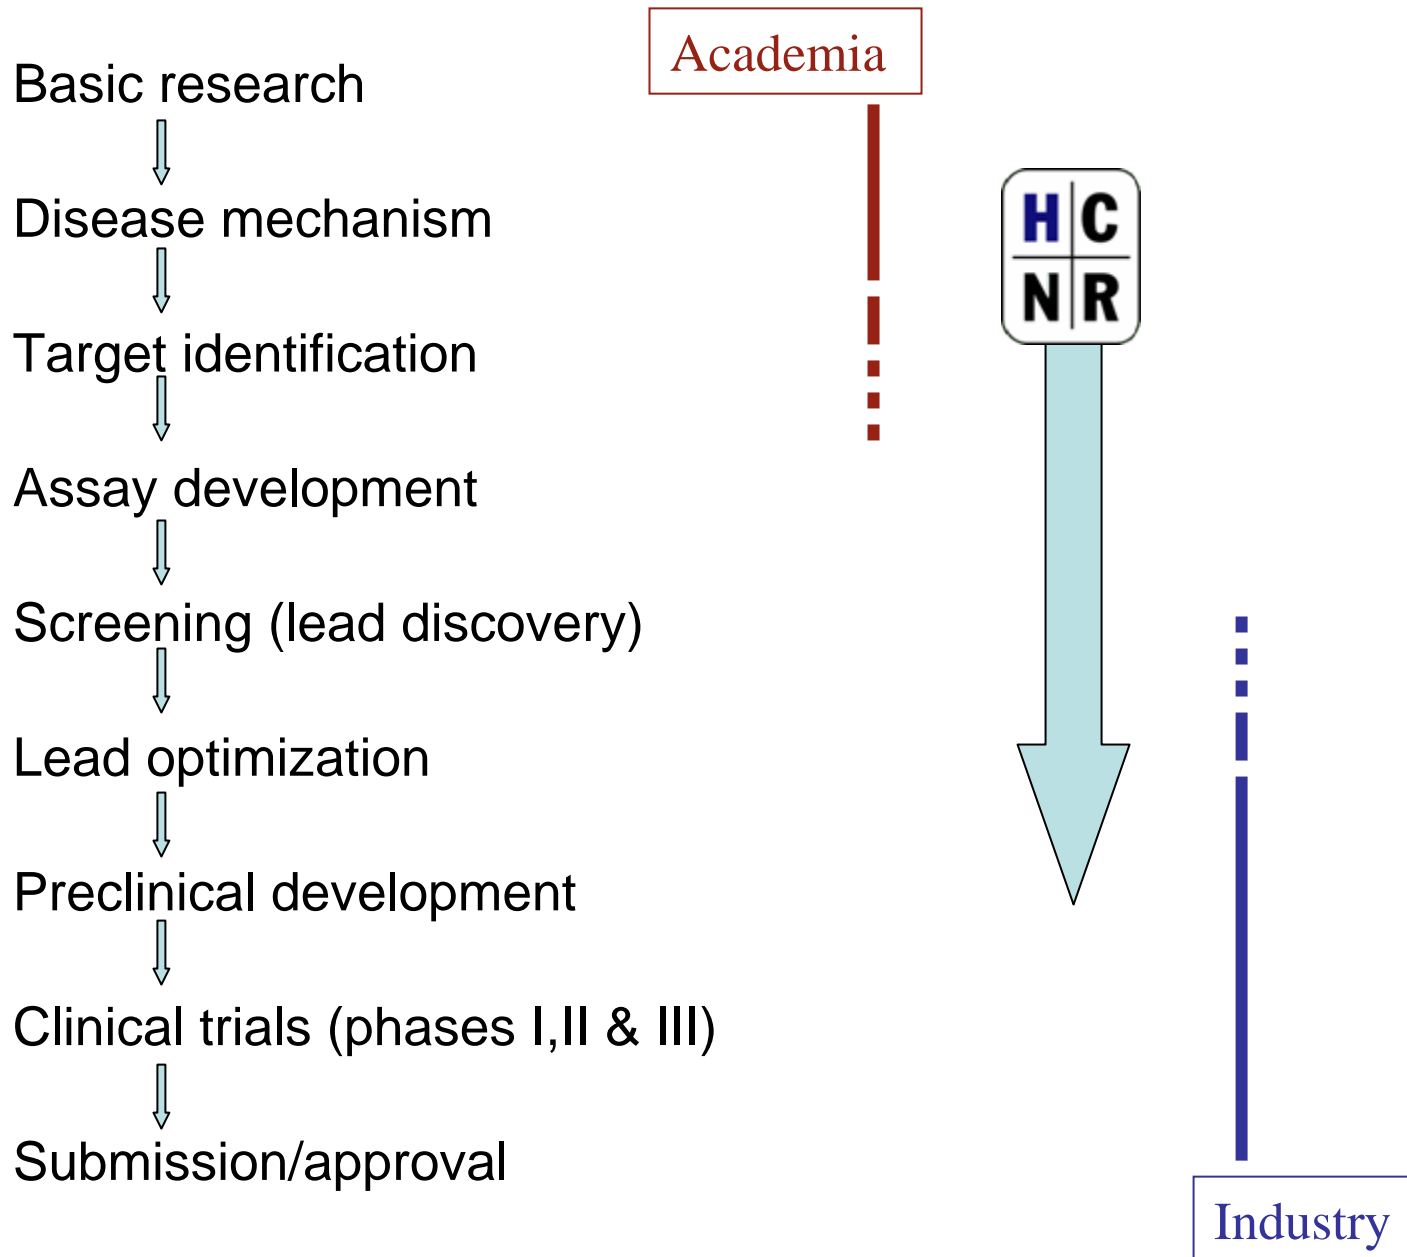 Academia
Basic research
Disease mechanism
H C
N R
Target identification
Assay development
Screening (lead discovery)
Lead optimization
Preclinical development
Clinical trials (phases I,II & III)
Submission/approval
Industry